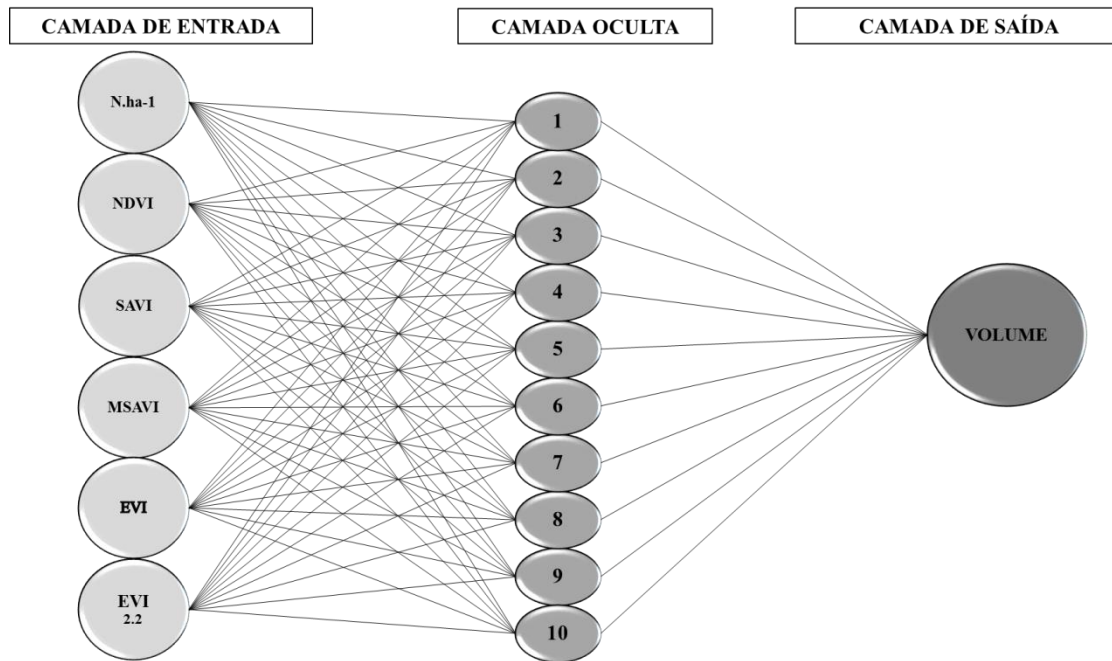 CAMADA DE ENTRADA
CAMADA OCULTA
CAMADA DE SAÍDA
N.ha-1
NDVI
SAVI
MSAVI
EVI
EVI
2.2
1
2
3
4
5
6
7
8
9
10
VOLUME